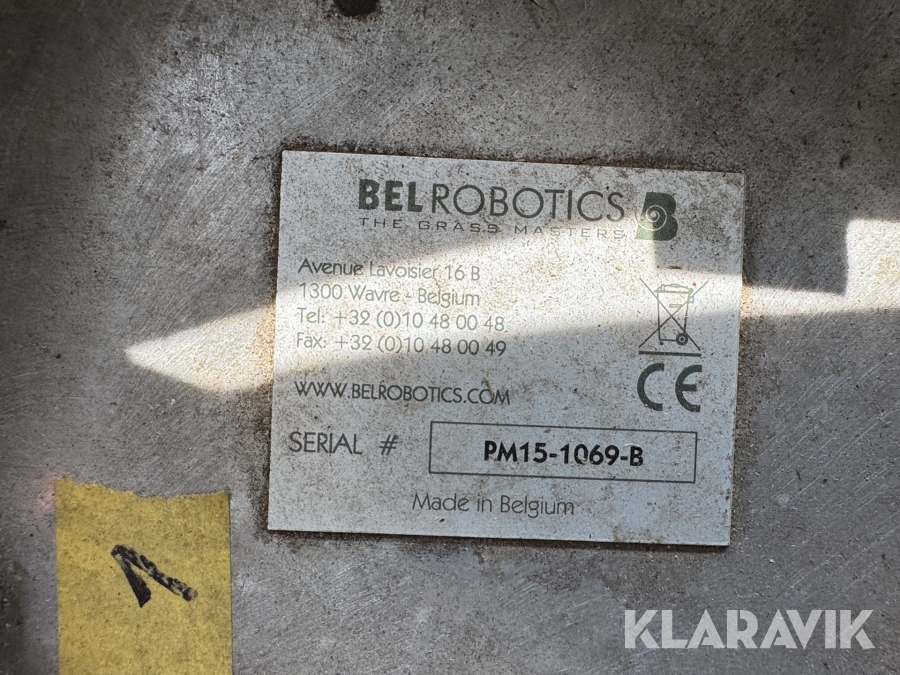 BELROBOTICS
THE GRASS MASTERS
Avenue Lavoisier 16 B
1300 Wavre - Belgium
Tel: +32 (0)10 48 00 48
Fax: +32 (0)10 48 00 49
WWW.BELROBOTICS.COM
CE
SERIAL # PM15-1069-B
Made in Belgium
1
KLARAVIK